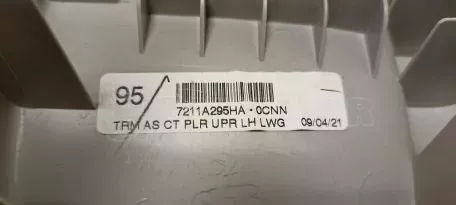 95/
7211A295HA - 0CNN
TRM AS CT PLR UPR LH LWG 09/04/21